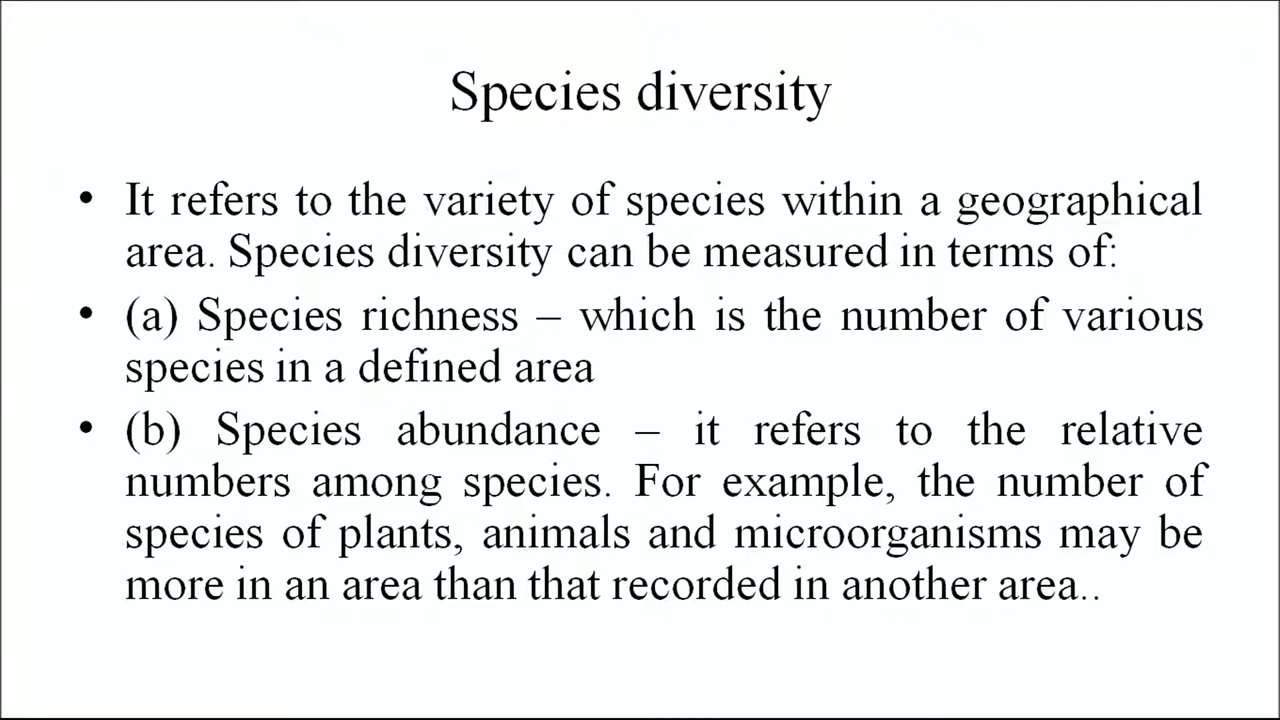 Species diversity
• It refers to the variety of species within a geographical
area. Species diversity can be measured in terms of:
• (a) Species richness – which is the number of various
species in a defined area
• (b) Species abundance – it refers to the relative
numbers among species. For example, the number of
species of plants, animals and microorganisms may be
more in an area than that recorded in another area..